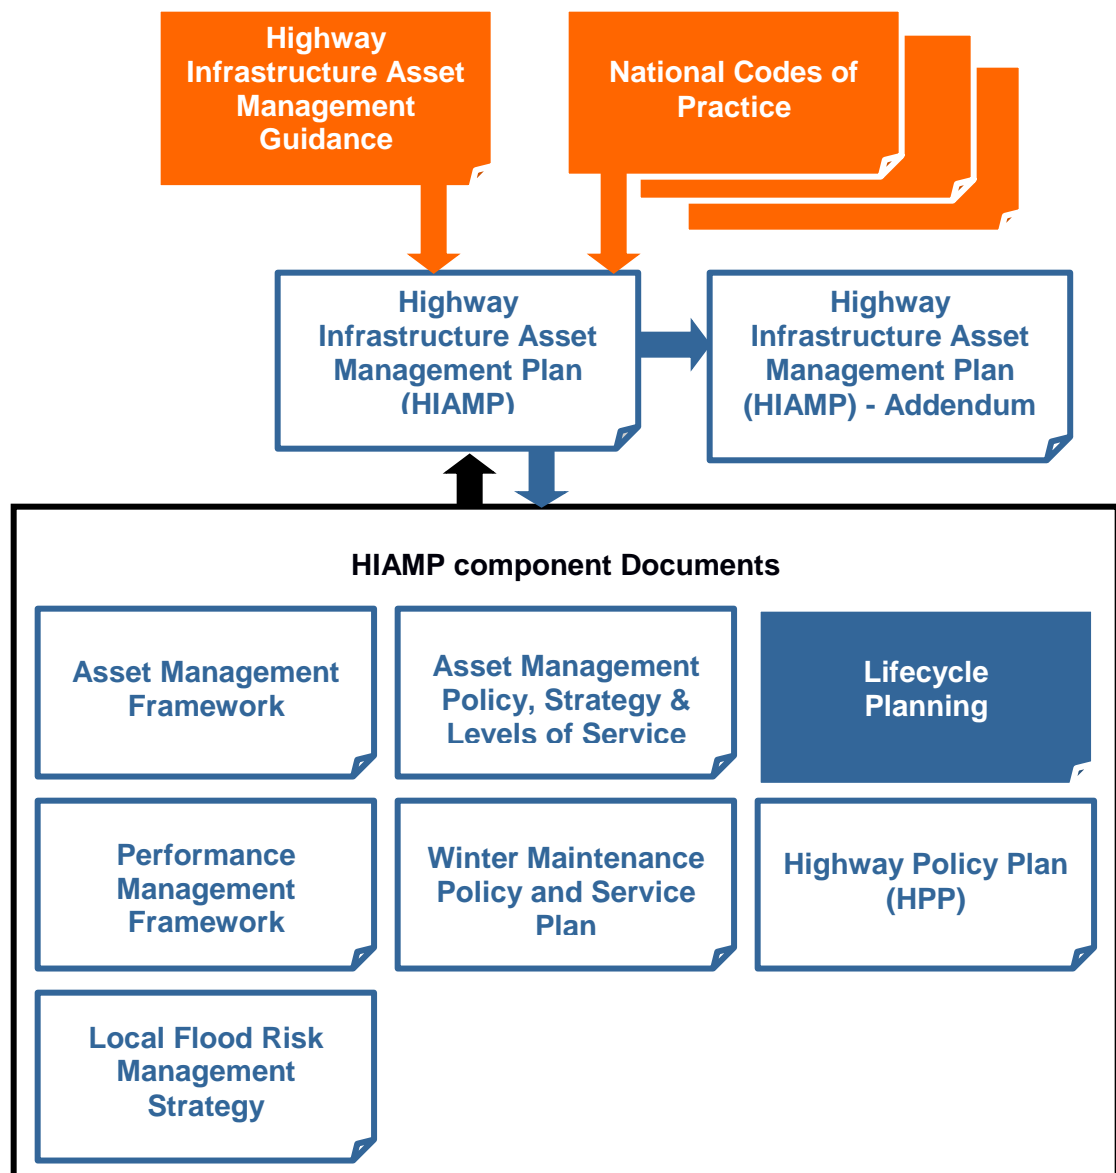 Highway
Infrastructure Asset
Management
Guidance
National Codes of
Practice
Highway
Infrastructure Asset
Management Plan
(HIAMP)
Highway
Infrastructure Asset
Management Plan
(HIAMP) - Addendum
HIAMP component Documents
Asset Management
Framework
Asset Management
Policy, Strategy &
Levels of Service
Lifecycle
Planning
Performance
Management
Framework
Winter Maintenance
Policy and Service
Plan
Highway Policy Plan
(HPP)
Local Flood Risk
Management
Strategy